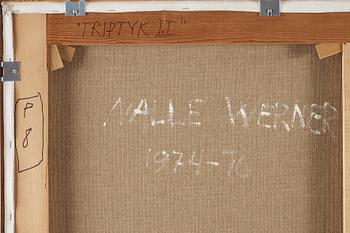 "TRIPTYK II"
P
8
NALLE WERNER
1974-76